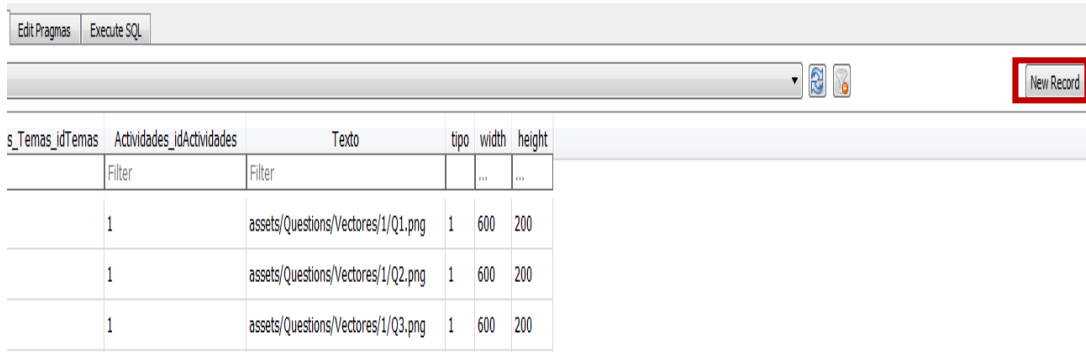 Edit Pragmas Execute SQL
New Record
s_Temas_idTemas Actividades_idActividades Texto tipo width height
Filter Filter ... ...
1 assets/Questions/Vectores/1/Q1.png 1 600 200
1 assets/Questions/Vectores/1/Q2.png 1 600 200
1 assets/Questions/Vectores/1/Q3.png 1 600 200